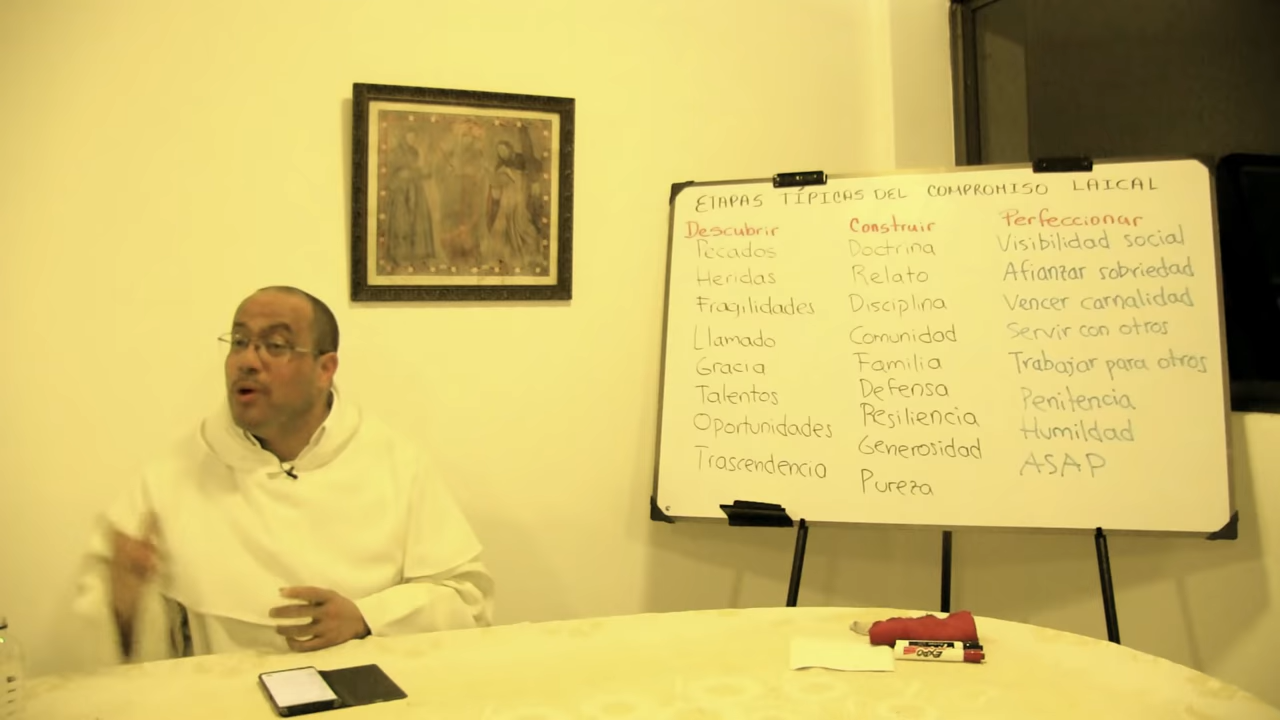 ETAPAS TÍPICAS DEL COMPROMISO LAICAL
Descubrir
Pecados
Heridas
Fragilidades
Llamado
Gracia
Talentos
Oportunidades
Trascendencia
Construir
Doctrina
Relato
Disciplina
Comunidad
Familia
Defensa
Resiliencia
Generosidad
Pureza
Perfeccionar
Visibilidad social
Afianzar sobriedad
Vencer carnalidad
Servir con otros
Trabajar para otros
Penitencia
Humildad
ASAP
EXPO